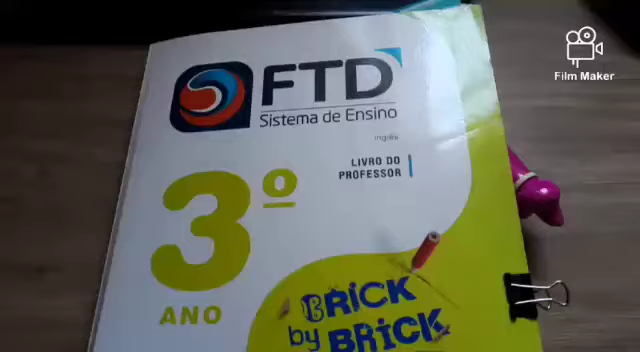 Film Maker
FTD
Sistema de Ensino
Inglês
LIVRO DO
PROFESSOR
3º
ANO
BRICK
by BRICK